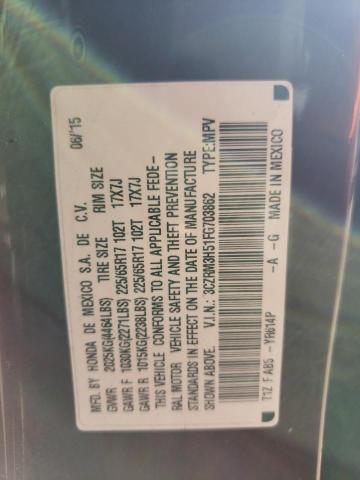 MFD. BY HONDA DE MEXICO S.A. DE C.V. 06/'15
GVWR 2025KG(4464LBS) TIRE SIZE RIM SIZE
GAWR F 1030KG(2271LBS) 225/65R17 102T 17X7J
GAWR R 1015KG(2238LBS) 225/65R17 102T 17X7J
THIS VEHICLE CONFORMS TO ALL APPLICABLE FEDE-
RAL MOTOR VEHICLE SAFETY AND THEFT PREVENTION
STANDARDS IN EFFECT ON THE DATE OF MANUFACTURE
SHOWN ABOVE. V.I.N.: 3CZRM3H51FG703862 TYPE:MPV
T1Z F AB5 -YR614P -A -G MADE IN MEXICO